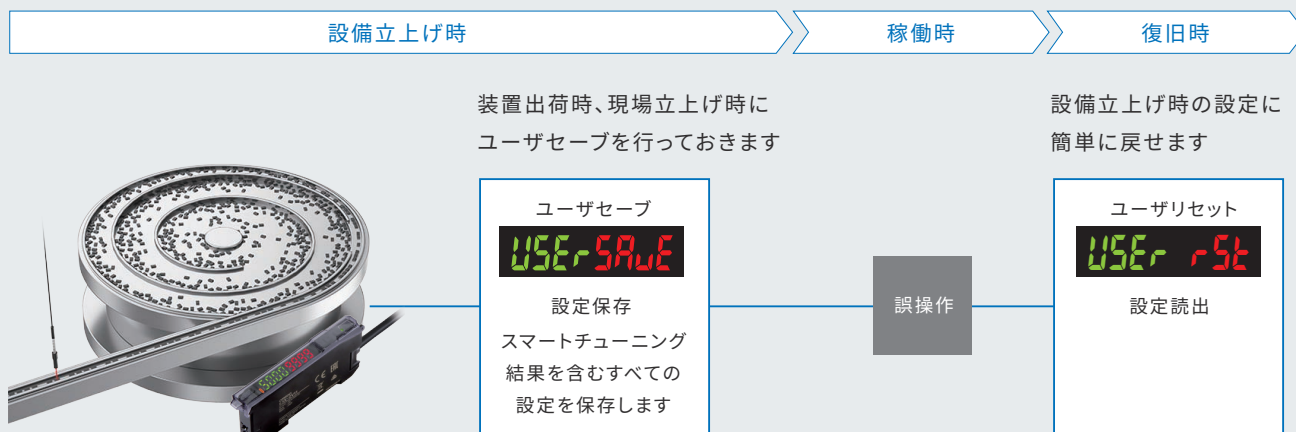 設備立上げ時
稼働時
復旧時
装置出荷時、現場立上げ時に
ユーザセーブを行っておきます
設備立上げ時の設定に
簡単に戻せます
ユーザセーブ
USEr SAvE
設定保存
スマートチューニング
結果を含むすべての
設定を保存します
誤操作
ユーザリセット
USEr rSt
設定読出